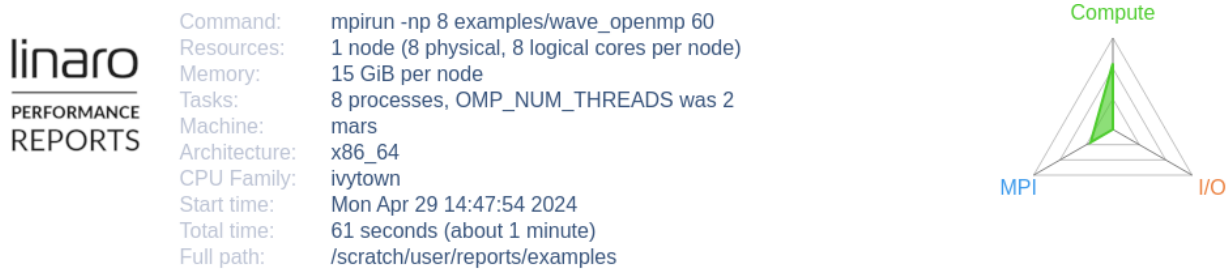 linaro
PERFORMANCE
REPORTS
Command: mpirun -np 8 examples/wave_openmp 60
Resources: 1 node (8 physical, 8 logical cores per node)
Memory: 15 GiB per node
Tasks: 8 processes, OMP_NUM_THREADS was 2
Machine: mars
Architecture: x86_64
CPU Family: ivytown
Start time: Mon Apr 29 14:47:54 2024
Total time: 61 seconds (about 1 minute)
Full path: /scratch/user/reports/examples
Compute
MPI
I/O